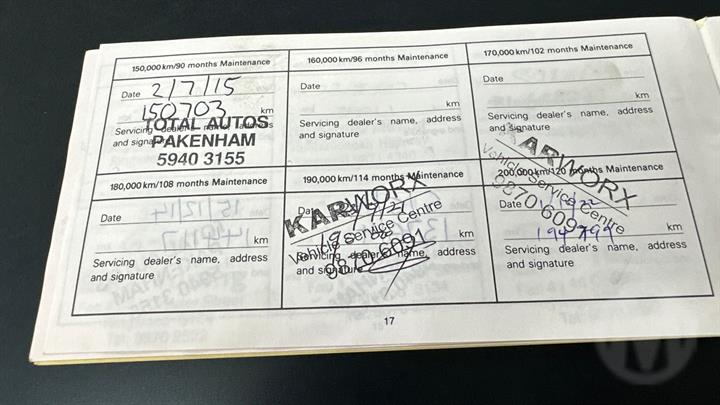 150,000 km/90 months Maintenance
Date 2/7/15
150703 km
Servicing dealer's name, address
and signature
TOTAL AUTOS
PAKENHAM
5940 3155
160,000 km/96 months Maintenance
Date
km
Servicing dealer's name, address
and signature
170,000 km/102 months Maintenance
Date
km
Servicing dealer's name, address
and signature
180,000 km/108 months Maintenance
Date
km
Servicing dealer's name, address
and signature
190,000 km/114 months Maintenance
Date
km
Servicing dealer's name, address
and signature
KARWORX
Vehicle Service Centre
9870 6091
200,000 km/120 months Maintenance
Date
km
Servicing dealer's name, address
and signature
ARWORX
Vehicle Service Centre
9870 609
17